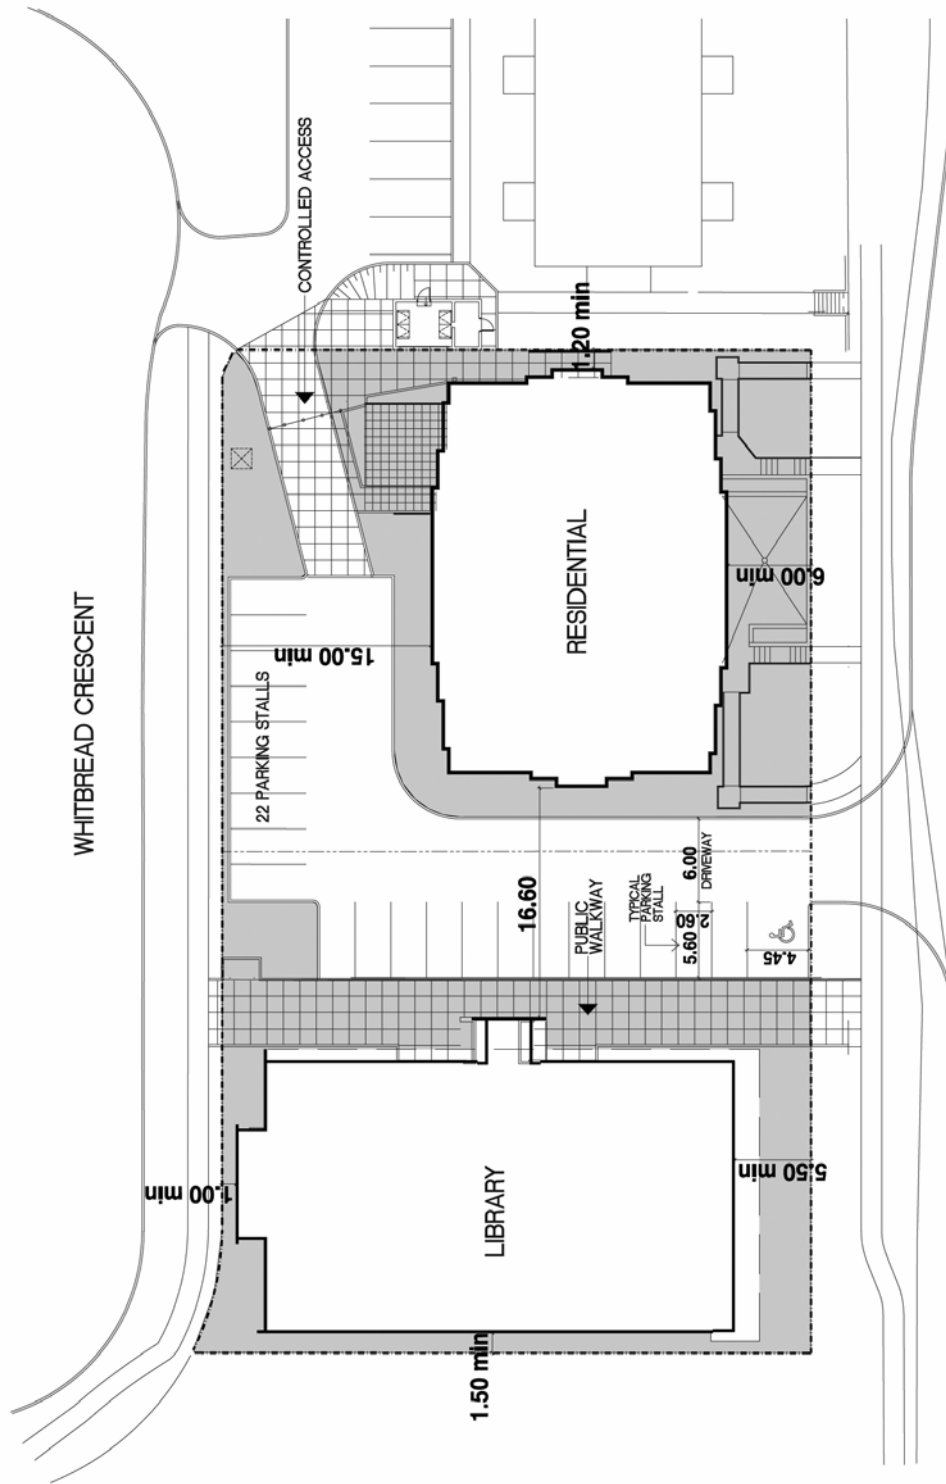 WHITBREAD CRESCENT
CONTROLLED ACCESS
1.20 min
22 PARKING STALLS
15.00 min
RESIDENTIAL
6.00 min
16.60
PUBLIC
WALKWAY
TYPICAL
PARKING
STALL
6.00
DRIVEWAY
2.60
5.60
4.45
1.00 min
LIBRARY
5.50 min
1.50 min